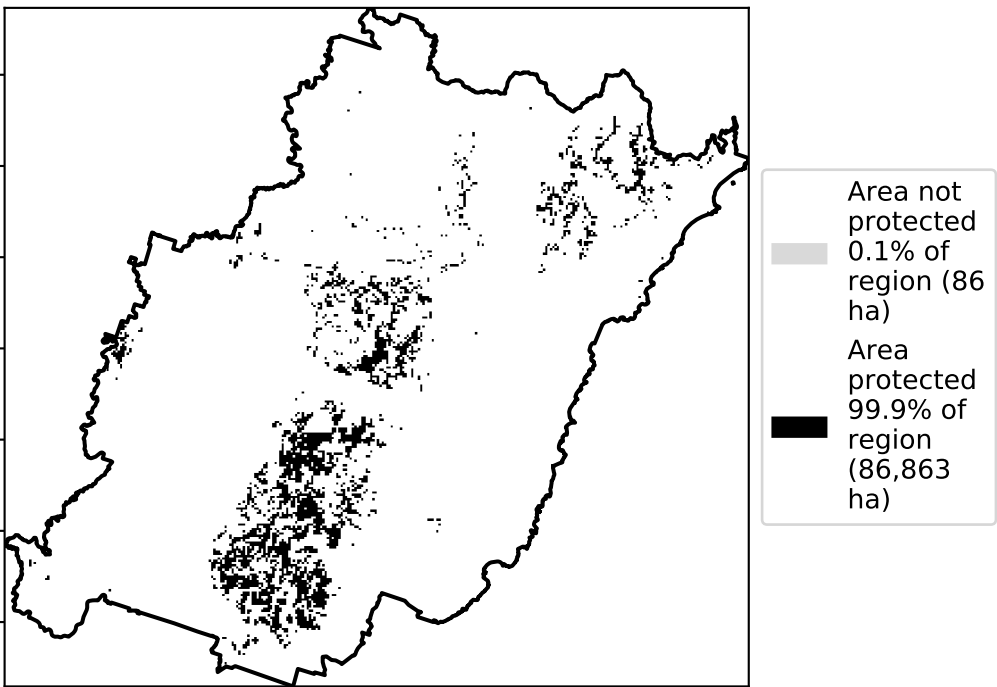 Area not
protected
0.1% of
region (86
ha)
Area
protected
99.9% of
region
(86,863
ha)